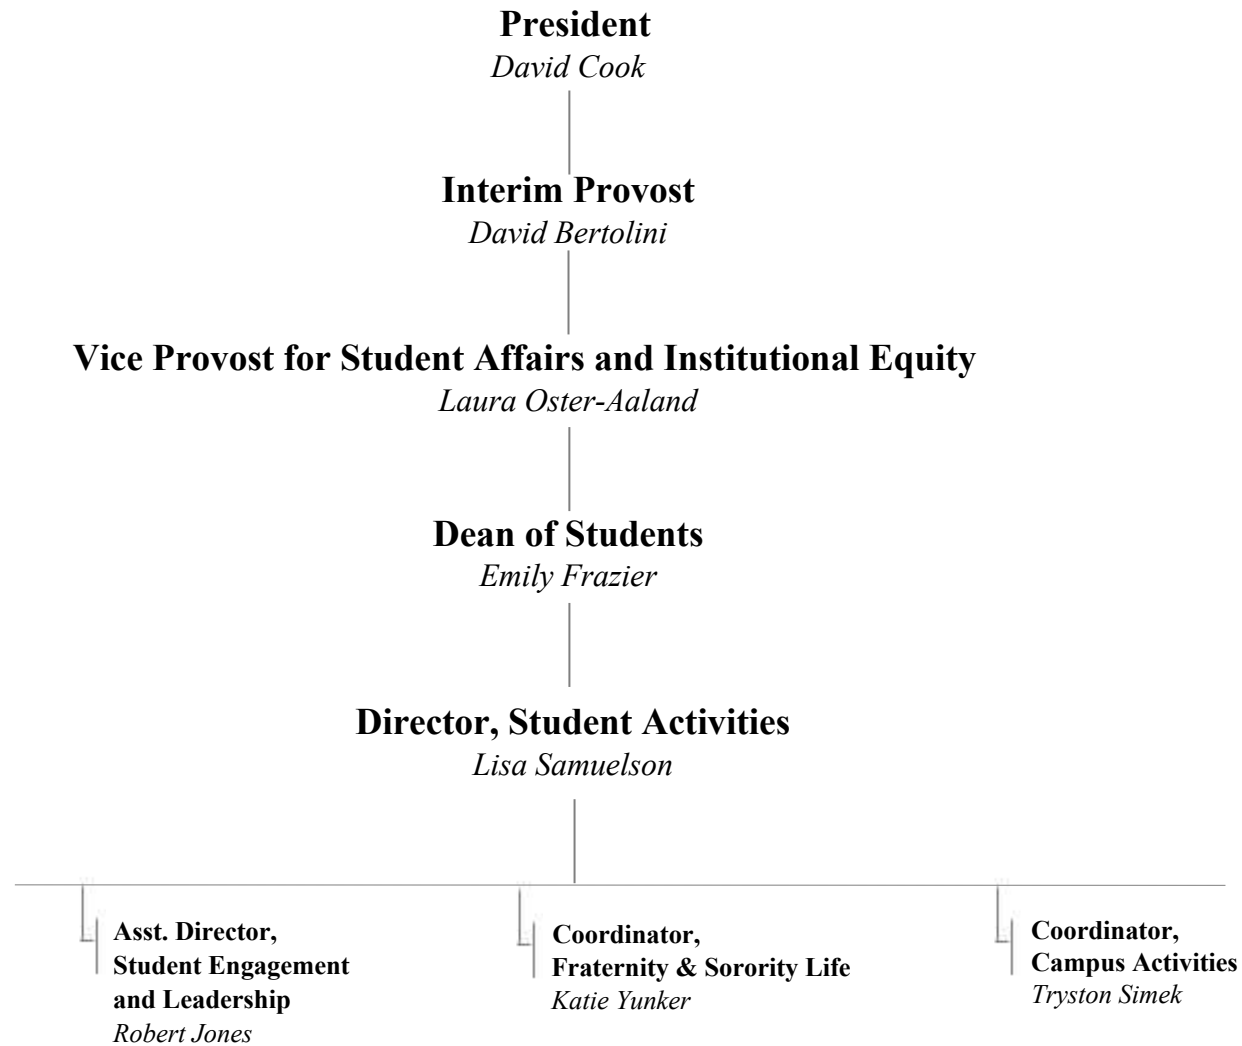 President
David Cook
Interim Provost
David Bertolini
Vice Provost for Student Affairs and Institutional Equity
Laura Oster-Aaland
Dean of Students
Emily Frazier
Director, Student Activities
Lisa Samuelson
Asst. Director,
Student Engagement
and Leadership
Robert Jones
Coordinator,
Fraternity & Sorority Life
Katie Yunker
Coordinator,
Campus Activities
Tryston Simek